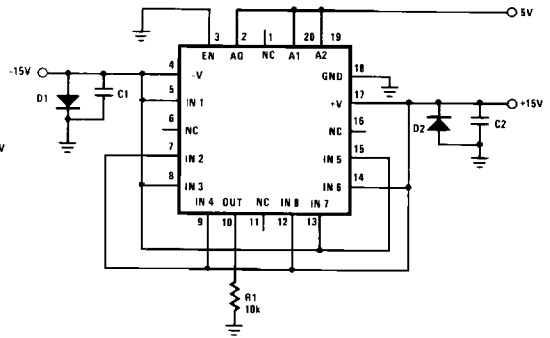 5V
3 2 1 20 19
EN A0 NC A1 A2
-15V
4 -V
GND 18
D1 C1
5 IN 1
+V 17
+15V
6 NC
NC 16
D2 C2
V
7 IN 2
IN 5 15
8 IN 3
IN 6 14
IN 4 OUT NC IN 8 IN 7
9 10 11 12 13
R1
10k